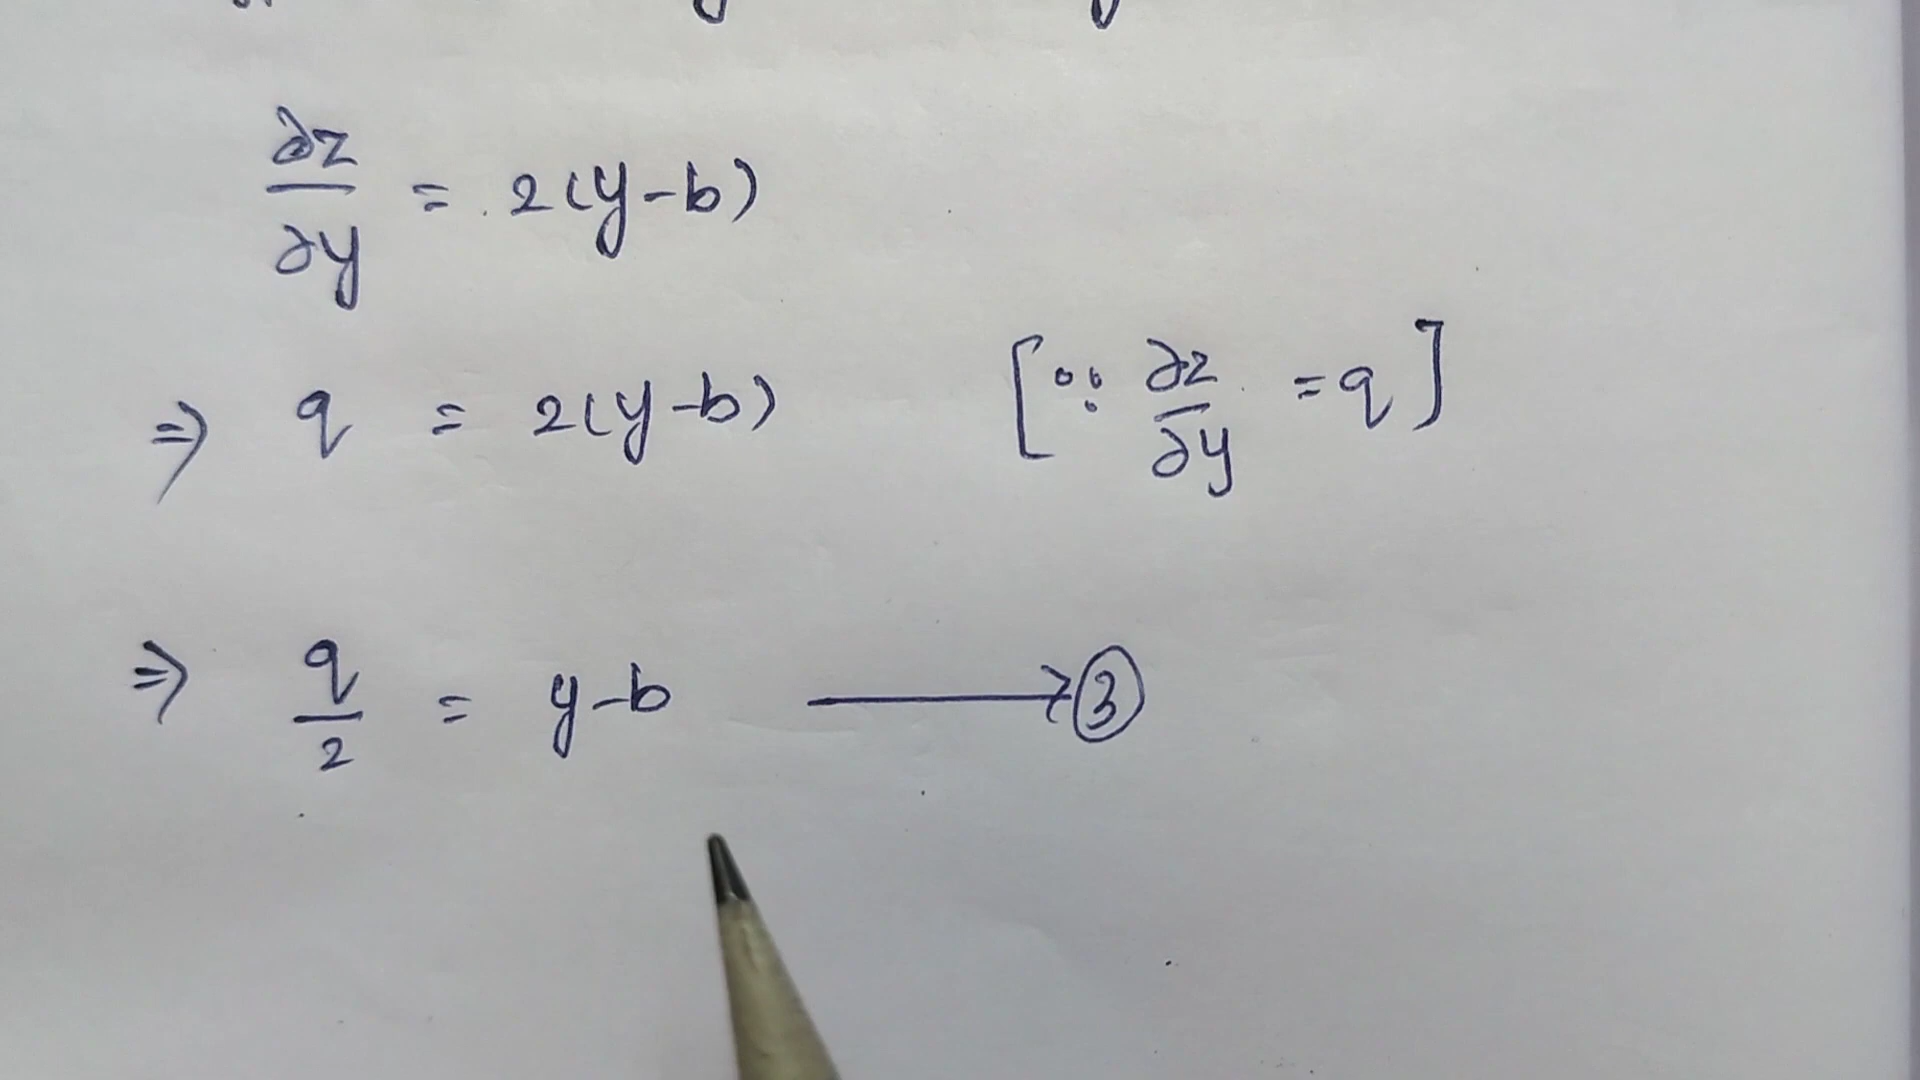 ∂z/∂y = 2(y-b)
⇒ q = 2(y-b) [∵ ∂z/∂y = q]
⇒ q/2 = y-b ⟶ ③